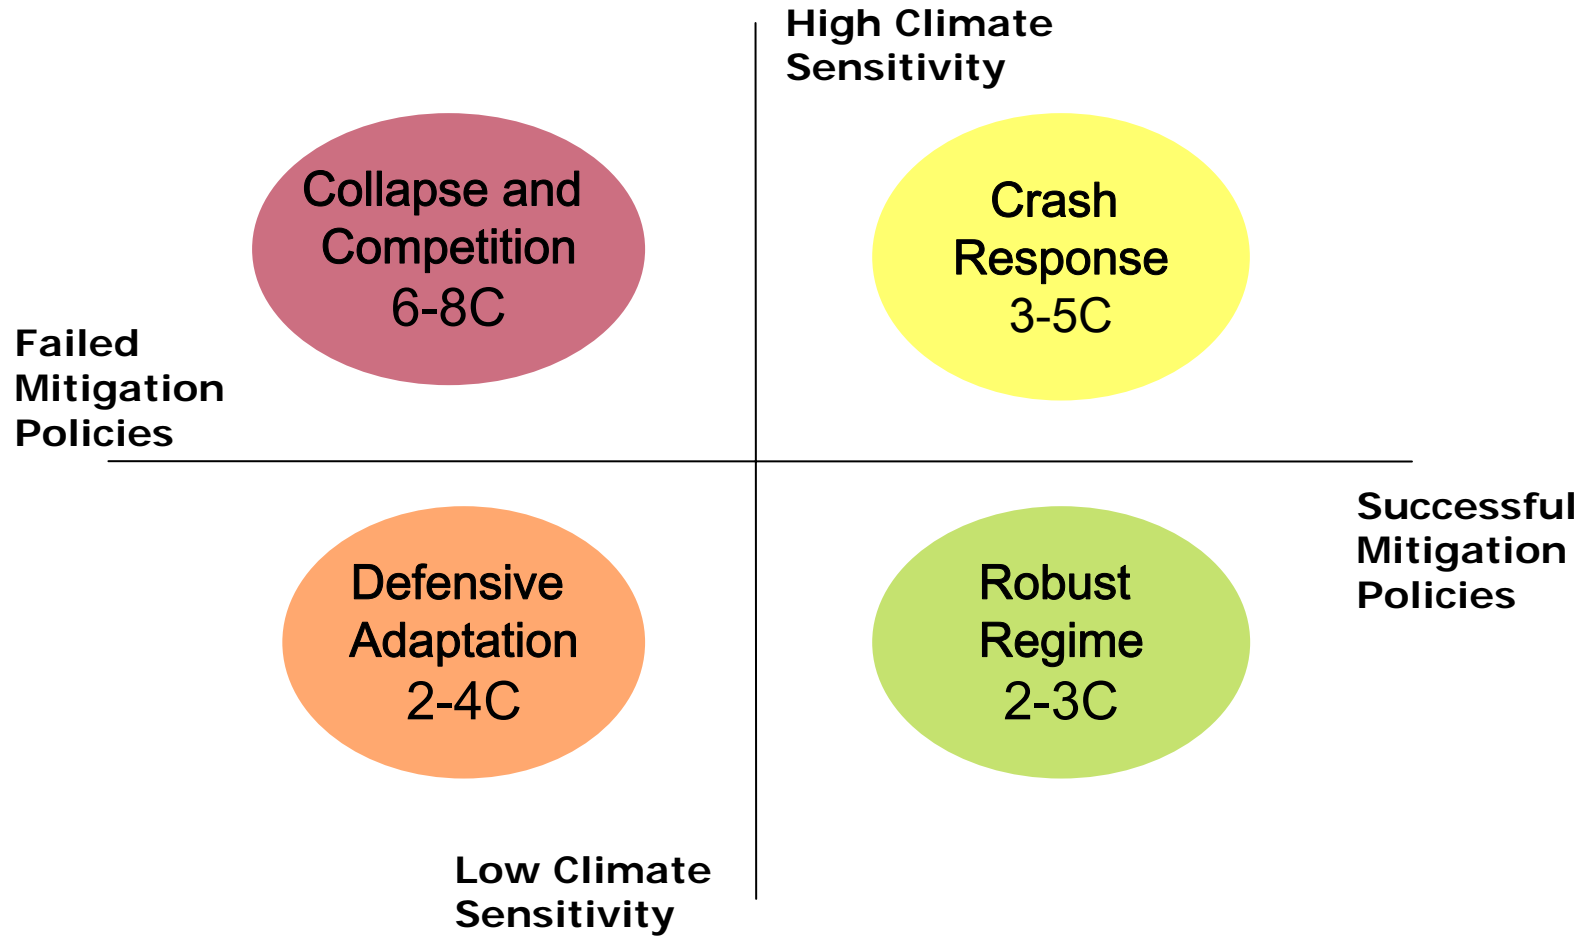 High Climate
Sensitivity
Collapse and
Competition
6-8C
Crash
Response
3-5C
Failed
Mitigation
Policies
Successful
Mitigation
Policies
Defensive
Adaptation
2-4C
Robust
Regime
2-3C
Low Climate
Sensitivity